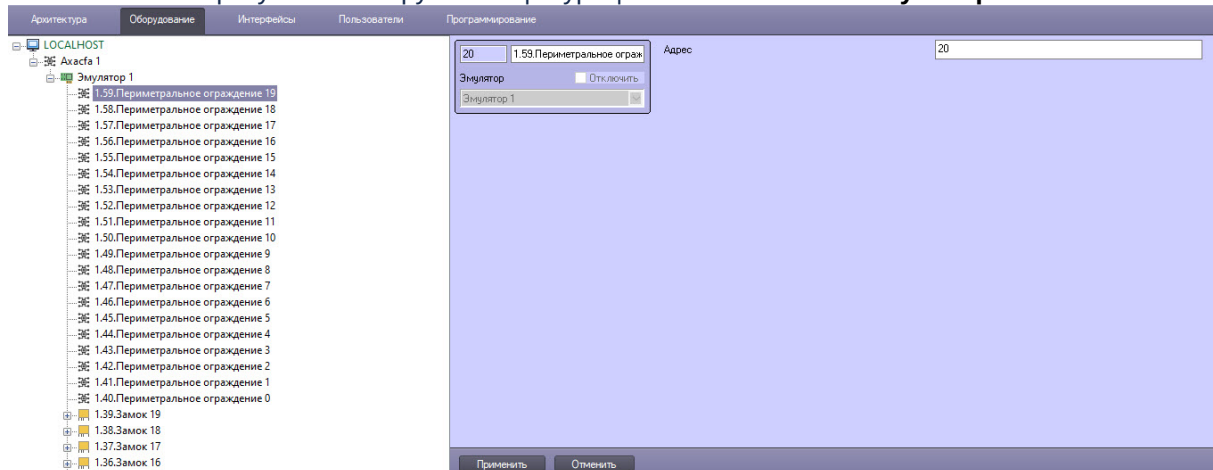 Архитектура Оборудование Интерфейсы Пользователи Программирование
LOCALHOST
Axacfa 1
Эмулятор 1
1.59.Периметральное ограждение 19
1.58.Периметральное ограждение 18
1.57.Периметральное ограждение 17
1.56.Периметральное ограждение 16
1.55.Периметральное ограждение 15
1.54.Периметральное ограждение 14
1.53.Периметральное ограждение 13
1.52.Периметральное ограждение 12
1.51.Периметральное ограждение 11
1.50.Периметральное ограждение 10
1.49.Периметральное ограждение 9
1.48.Периметральное ограждение 8
1.47.Периметральное ограждение 7
1.46.Периметральное ограждение 6
1.45.Периметральное ограждение 5
1.44.Периметральное ограждение 4
1.43.Периметральное ограждение 3
1.42.Периметральное ограждение 2
1.41.Периметральное ограждение 1
1.40.Периметральное ограждение 0
1.39.Замок 19
1.38.Замок 18
1.37.Замок 17
1.36.Замок 16
20 1.59.Периметральное ограж
Эмулятор Отключить
Эмулятор 1
Адрес 20
Применить Отменить